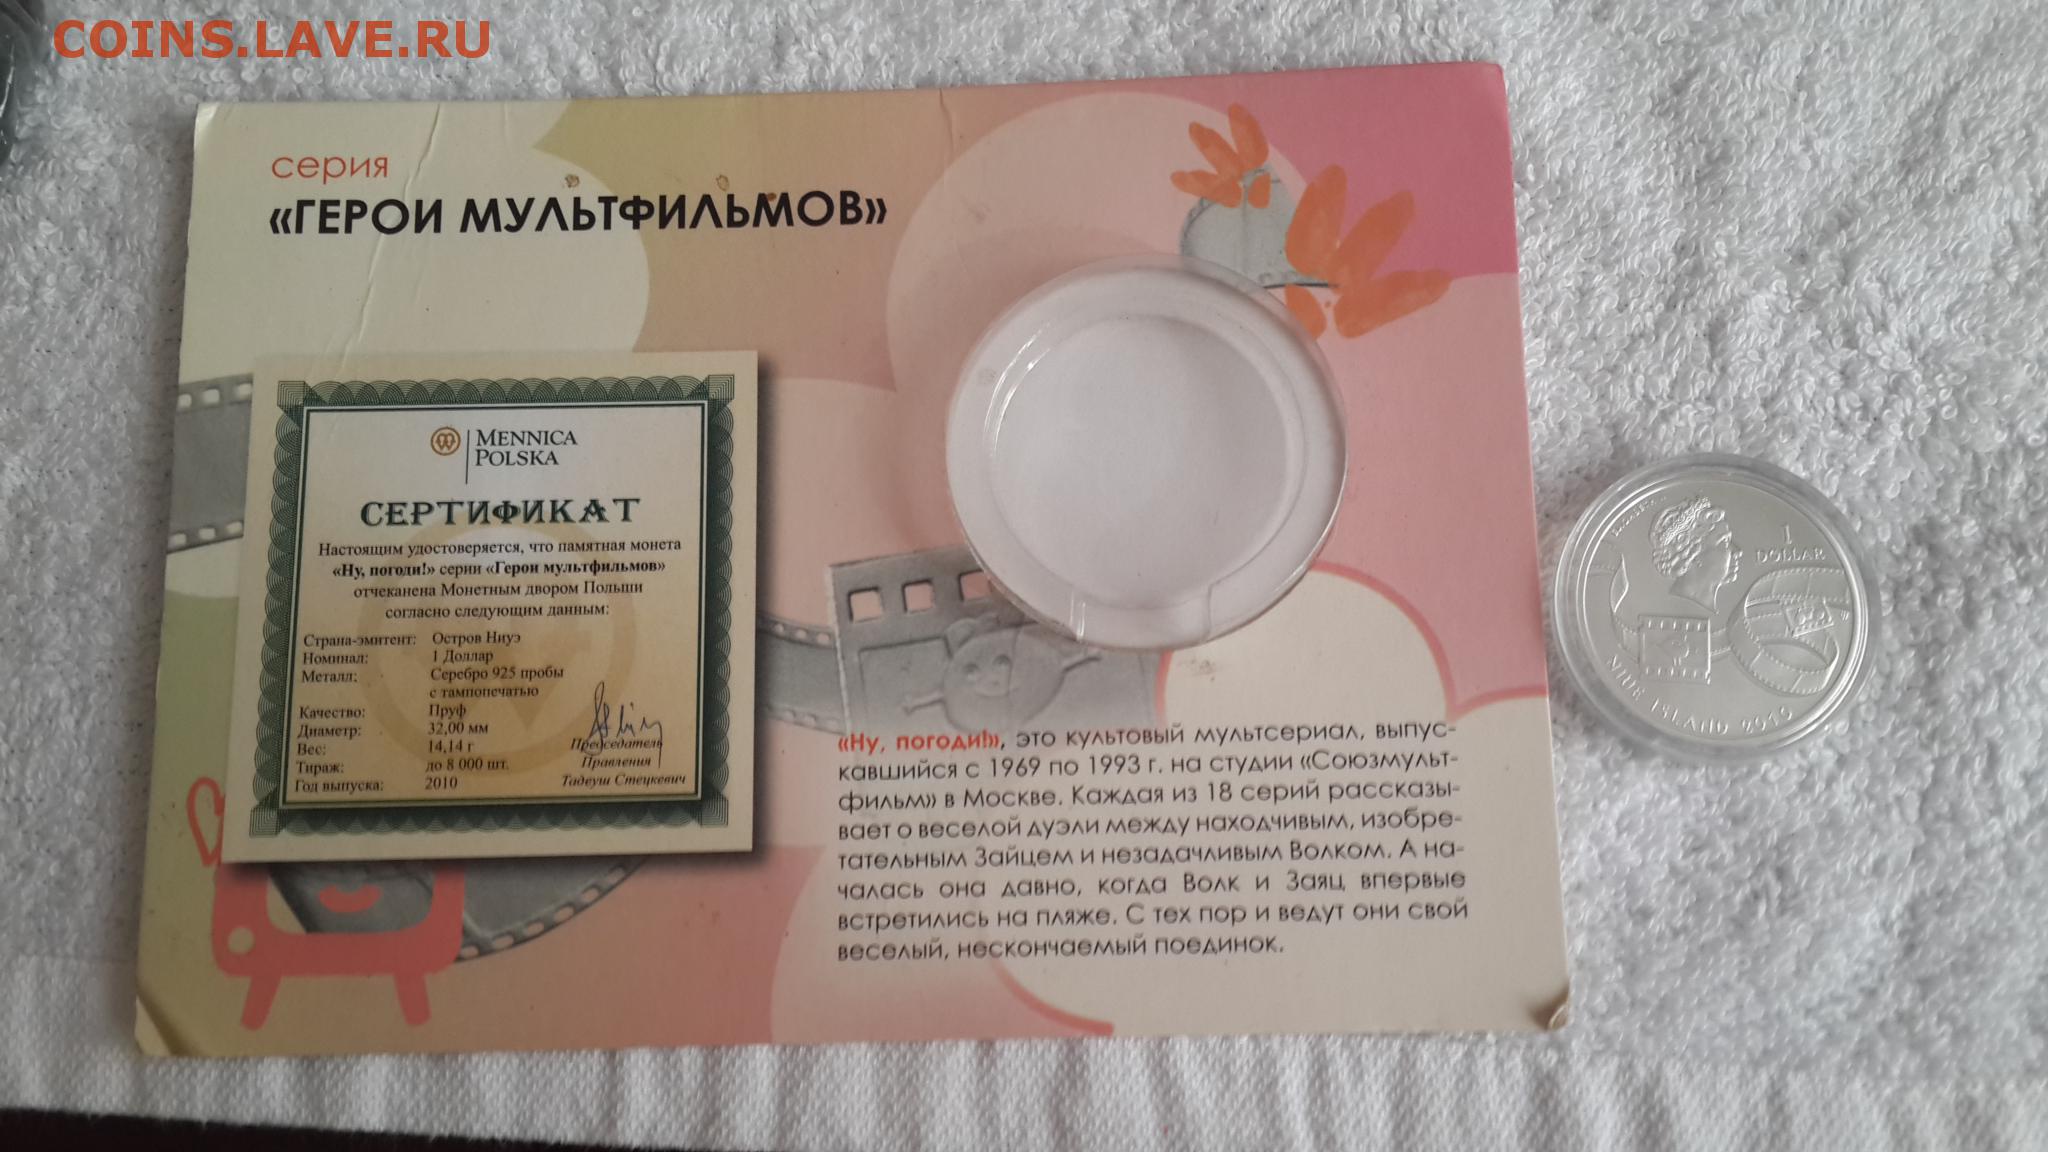 COINS.LAVE.RU
серия
«ГЕРОИ МУЛЬТФИЛЬМОВ»
MENNICA
POLSKA
СЕРТИФИКАТ
Настоящим удостоверяется, что памятная монета
«Ну, погоди!» серии «Герои мультфильмов»
отчеканена Монетным двором Польши
согласно следующим данным:
Страна-эмитент: Остров Ниуэ
Номинал: 1 Доллар
Металл: Серебро 925 пробы
с тампопечатью
Качество: Пруф
Диаметр: 32,00 мм
Вес: 14,14 г
Тираж: до 8 000 шт.
Год выпуска: 2010
Председатель
Правления
Тадеуш Стецкевич
«Ну, погоди!», это культовый мультсериал, выпус-
кавшийся с 1969 по 1993 г. на студии «Союзмульт-
фильм» в Москве. Каждая из 18 серий рассказы-
вает о веселой дуэли между находчивым, изобре-
тательным Зайцем и незадачливым Волком. А на-
чалась она давно, когда Волк и Заяц впервые
встретились на пляже. С тех пор и ведут они свой
веселый, нескончаемый поединок.
1
DOLLAR
NIUE ISLAND 2010